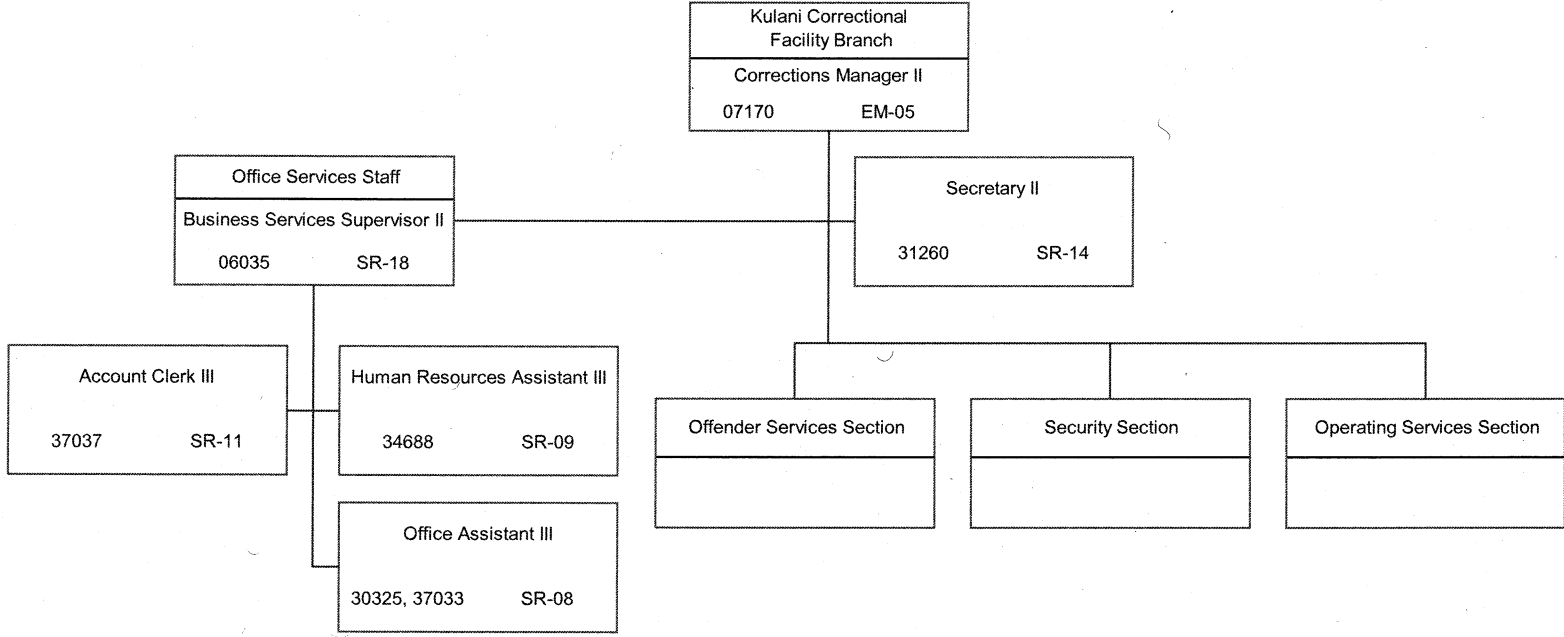 Kulani Correctional
Facility Branch
Corrections Manager II
07170 EM-05
Office Services Staff
Business Services Supervisor II
06035 SR-18
Secretary II
31260 SR-14
Account Clerk III
37037 SR-11
Human Resources Assistant III
34688 SR-09
Office Assistant III
30325, 37033 SR-08
Offender Services Section
Security Section
Operating Services Section